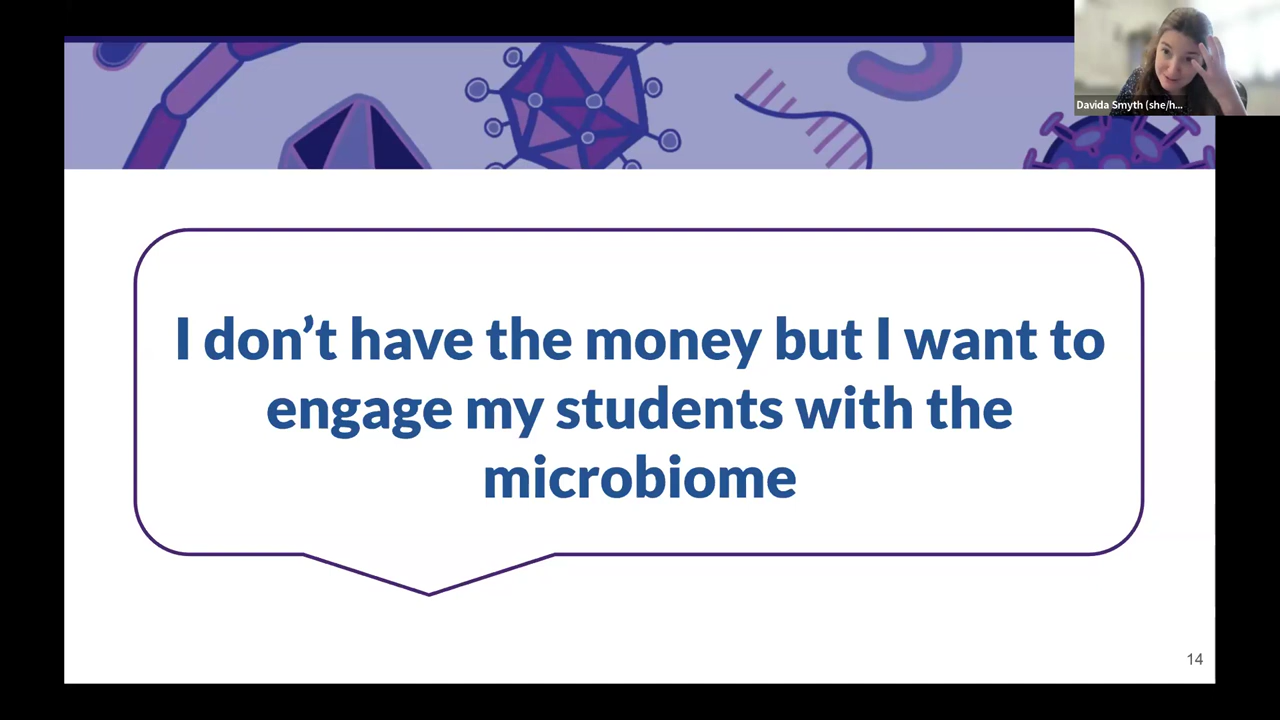 Davida Smyth (she/h...
I don’t have the money but I want to
engage my students with the
microbiome
14